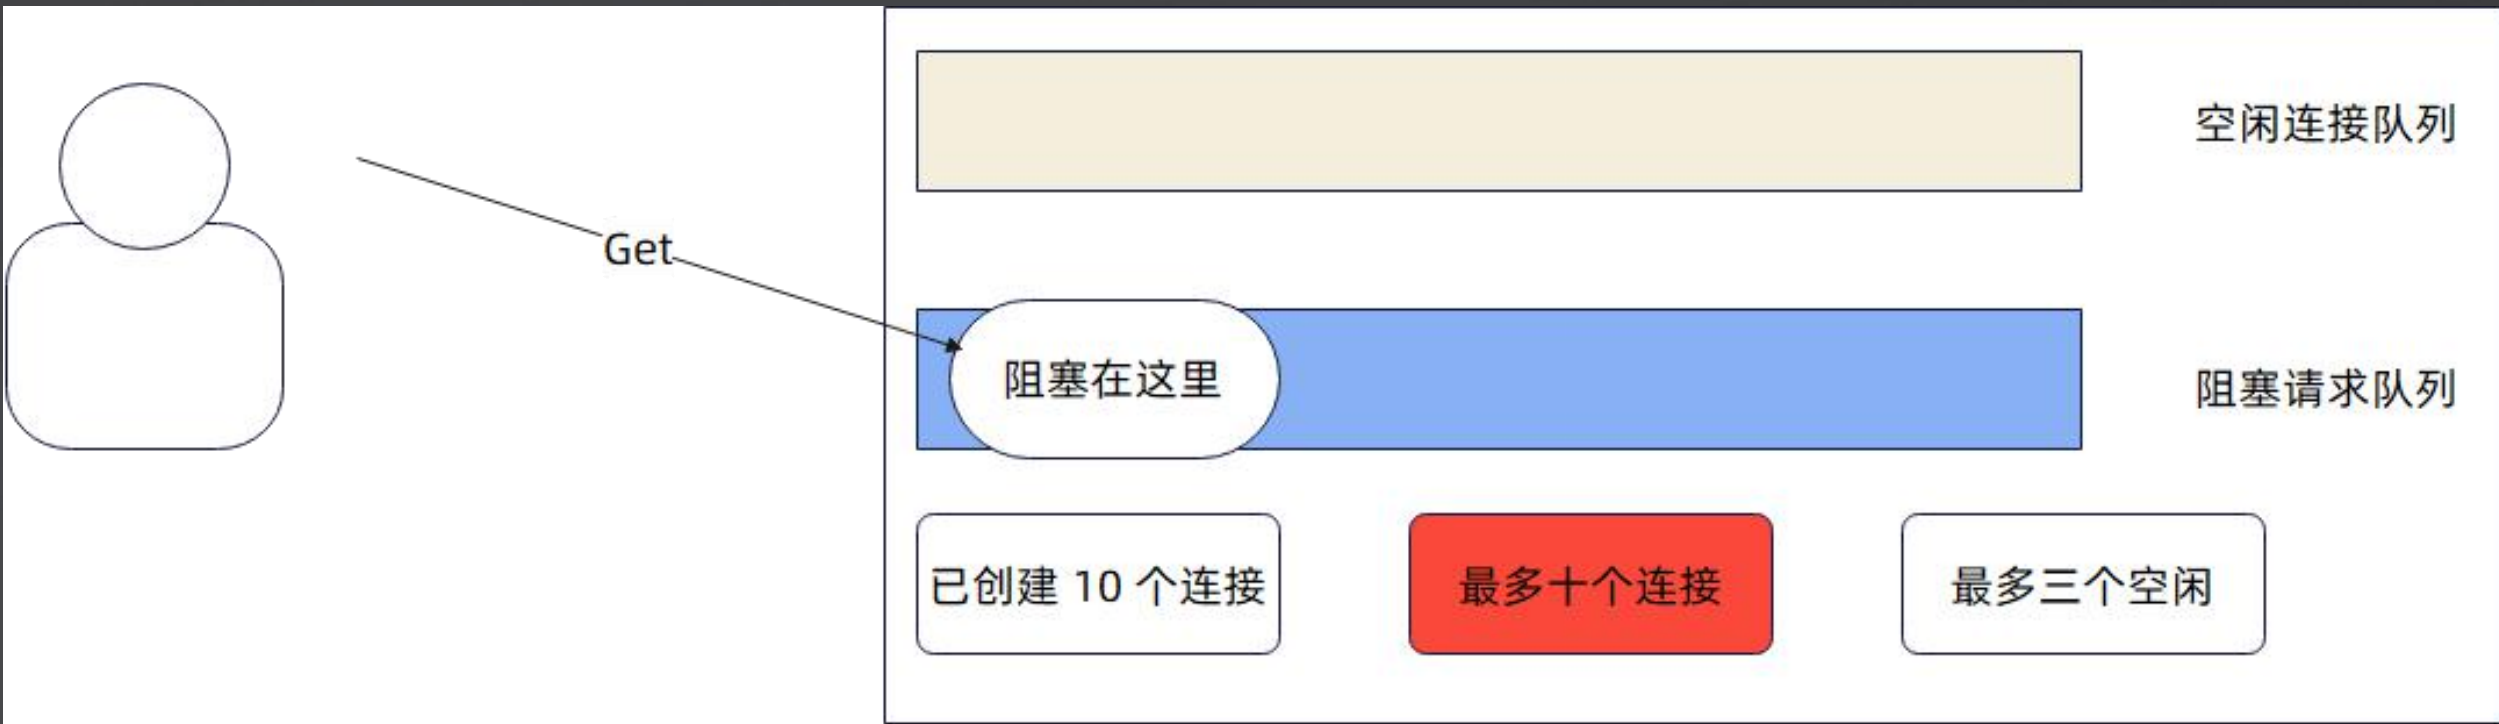 空闲连接队列
Get
阻塞在这里
阻塞请求队列
已创建 10 个连接
最多十个连接
最多三个空闲